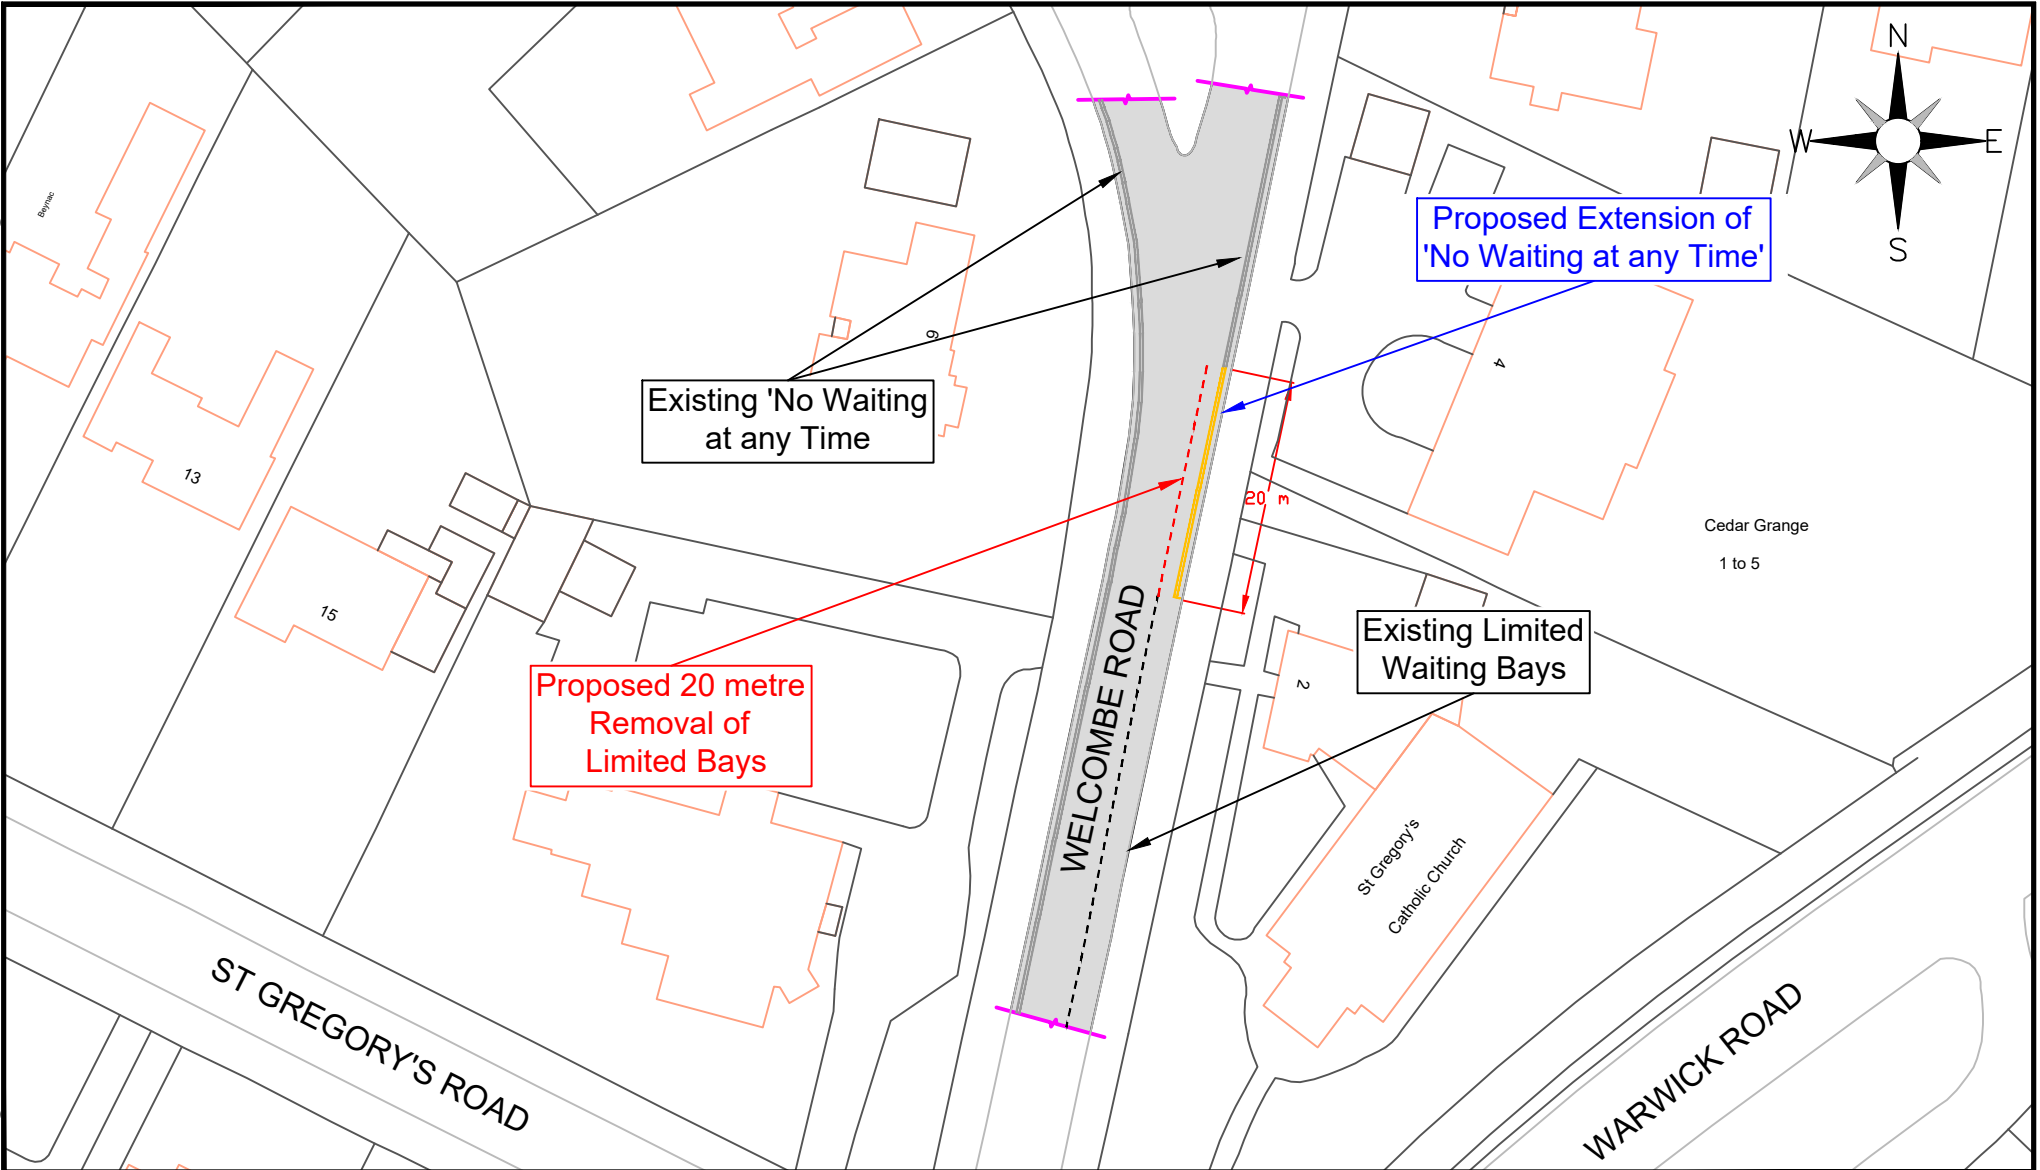 N
W
E
S
Beynac
Proposed Extension of
'No Waiting at any Time'
6
4
Existing 'No Waiting
at any Time
13
20 m
Cedar Grange
1 to 5
15
Existing Limited
Waiting Bays
Proposed 20 metre
Removal of
Limited Bays
2
WELCOMBE ROAD
St Gregory's
Catholic Church
ST GREGORY'S ROAD
WARWICK ROAD